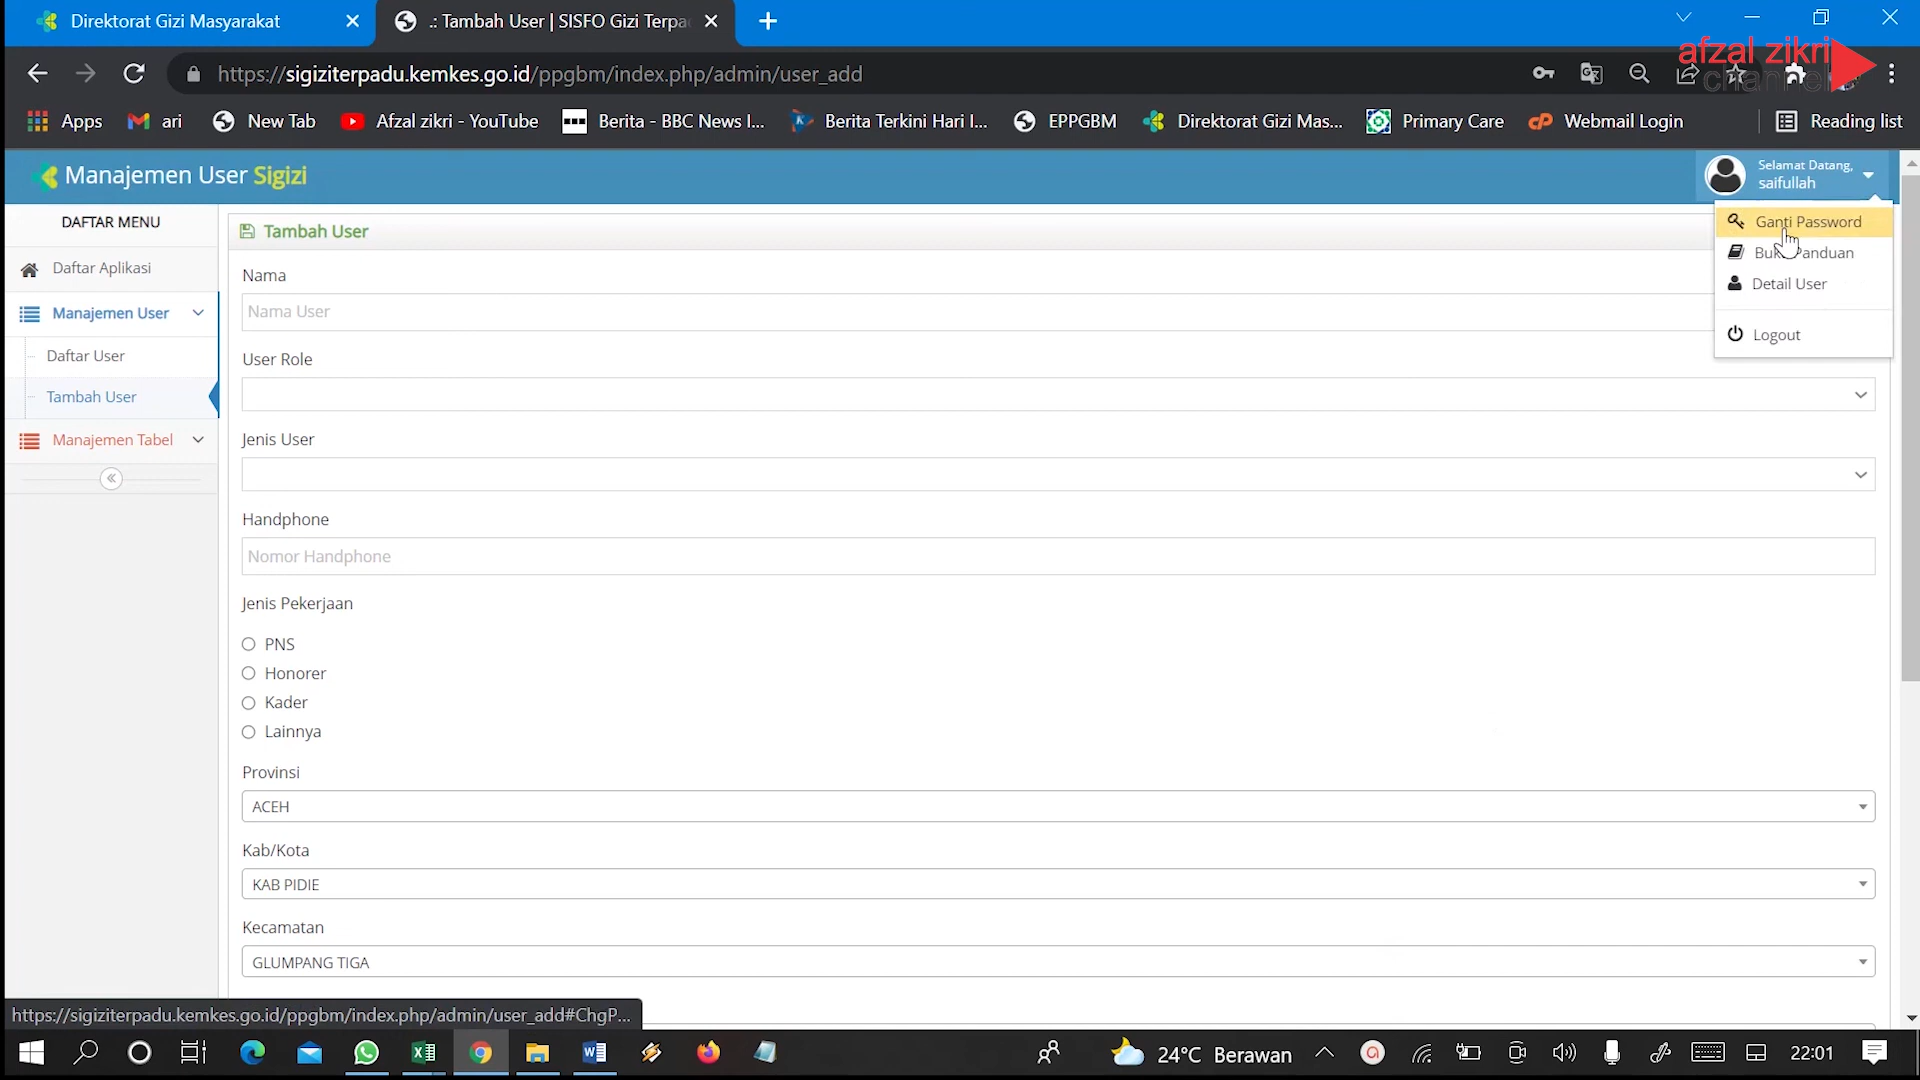 Direktorat Gizi Masyarakat
.: Tambah User | SISFO Gizi Terpa
https://sigiziterpadu.kemkes.go.id/ppgbm/index.php/admin/user_add
afzal zikri
channel
Apps
ari
New Tab
Afzal zikri - YouTube
Berita - BBC News I...
Berita Terkini Hari I...
EPPGBM
Direktorat Gizi Mas...
Primary Care
Webmail Login
Reading list
Manajemen User Sigizi
Selamat Datang,
saifullah
DAFTAR MENU
Daftar Aplikasi
Manajemen User
Daftar User
Tambah User
Manajemen Tabel
Ganti Password
Buku Panduan
Detail User
Logout
Tambah User
Nama
Nama User
User Role
Jenis User
Handphone
Nomor Handphone
Jenis Pekerjaan
PNS
Honorer
Kader
Lainnya
Provinsi
ACEH
Kab/Kota
KAB PIDIE
Kecamatan
GLUMPANG TIGA
https://sigiziterpadu.kemkes.go.id/ppgbm/index.php/admin/user_add#ChgP...
24°C Berawan
22:01